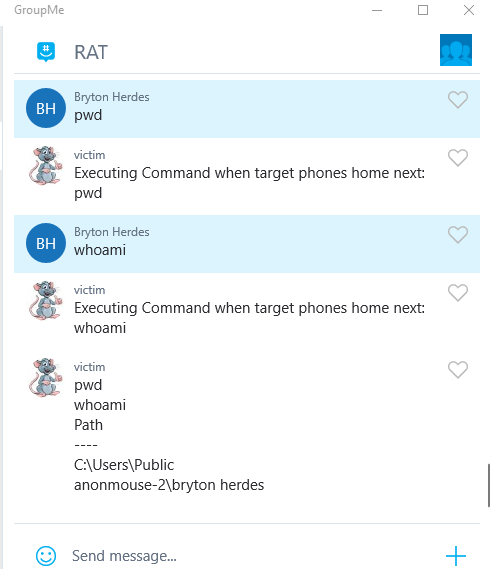 GroupMe
RAT
Bryton Herdes
BH
pwd
victim
Executing Command when target phones home next:
pwd
Bryton Herdes
BH
whoami
victim
Executing Command when target phones home next:
whoami
victim
pwd
whoami
Path
----
C:\Users\Public
anonmouse-2\bryton herdes
Send message...